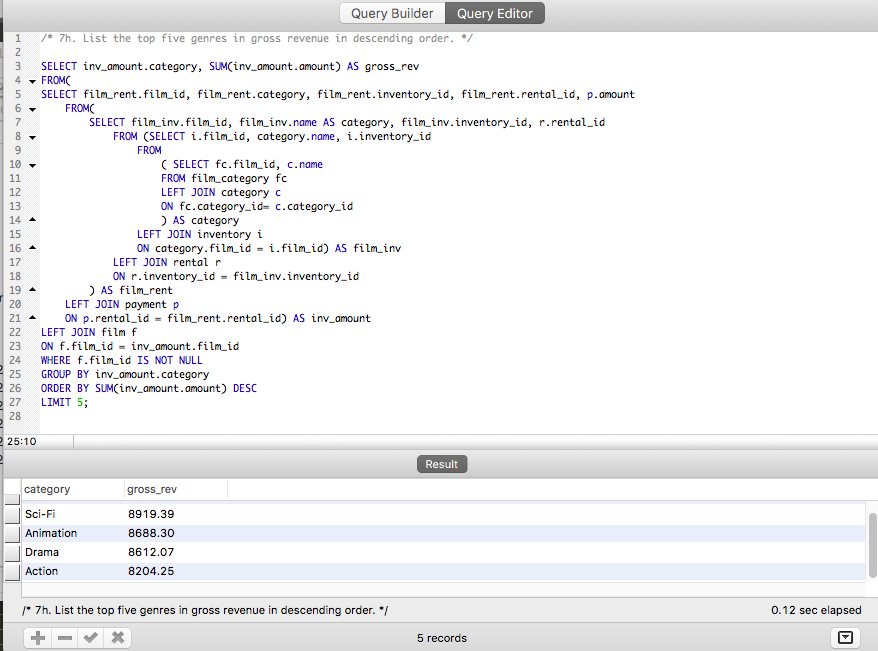 Query Builder Query Editor
1 /* 7h. List the top five genres in gross revenue in descending order. */
2
3 SELECT inv_amount.category, SUM(inv_amount.amount) AS gross_rev
4 FROM(
5 SELECT film_rent.film_id, film_rent.category, film_rent.inventory_id, film_rent.rental_id, p.amount
6 FROM(
7 SELECT film_inv.film_id, film_inv.name AS category, film_inv.inventory_id, r.rental_id
8 FROM (SELECT i.film_id, category.name, i.inventory_id
9 FROM
10 ( SELECT fc.film_id, c.name
11 FROM film_category fc
12 LEFT JOIN category c
13 ON fc.category_id= c.category_id
14 ) AS category
15 LEFT JOIN inventory i
16 ON category.film_id = i.film_id) AS film_inv
17 LEFT JOIN rental r
18 ON r.inventory_id = film_inv.inventory_id
19 ) AS film_rent
20 LEFT JOIN payment p
21 ON p.rental_id = film_rent.rental_id) AS inv_amount
22 LEFT JOIN film f
23 ON f.film_id = inv_amount.film_id
24 WHERE f.film_id IS NOT NULL
25 GROUP BY inv_amount.category
26 ORDER BY SUM(inv_amount.amount) DESC
27 LIMIT 5;
28
25:10
Result
category gross_rev
Sci-Fi 8919.39
Animation 8688.30
Drama 8612.07
Action 8204.25
/* 7h. List the top five genres in gross revenue in descending order. */ 0.12 sec elapsed
5 records